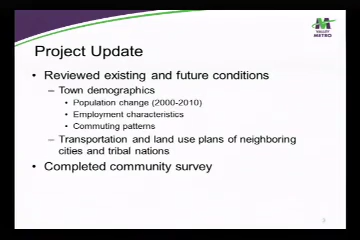 VALLEY
METRO
Project Update
• Reviewed existing and future conditions
– Town demographics
• Population change (2000-2010)
• Employment characteristics
• Commuting patterns
– Transportation and land use plans of neighboring
cities and tribal nations
• Completed community survey